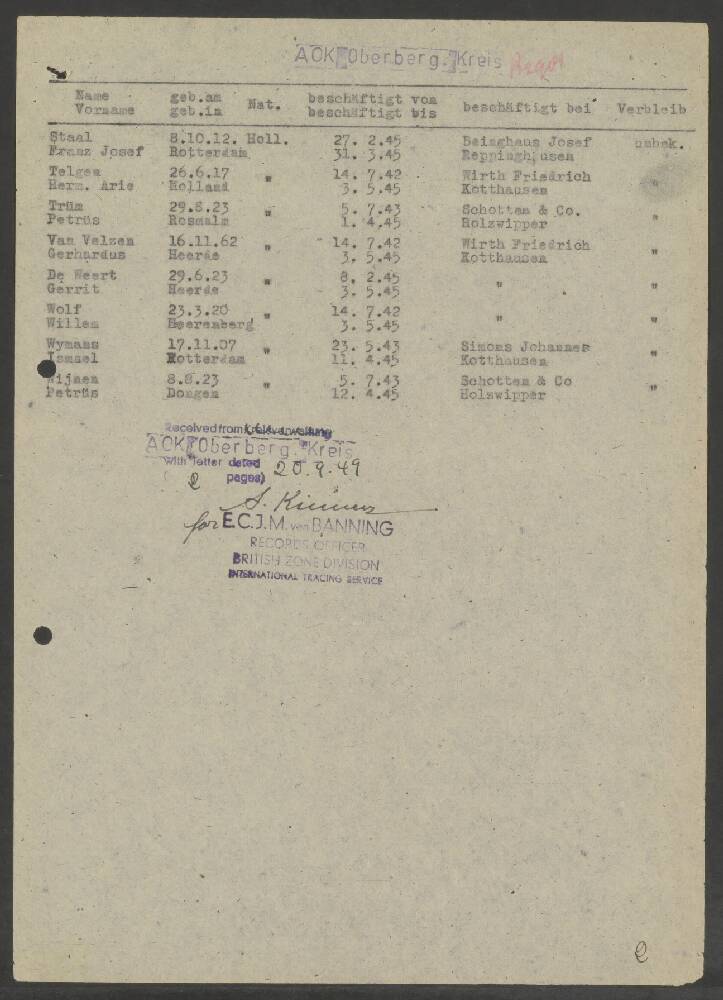 AOK Oberberg. Kreis
Name geb.am Nat. beschäftigt von beschäftigt bei Verbleib
Vorname geb.in beschäftigt bis
Staal 8.10.12. Holl. 27. 2.45 Beinghaus Josef unbek.
Franz Josef Rotterdam 31. 3.45 Reppinghausen
Telgen 26.6.17 " 14. 7.42 Wirth Friedrich "
Herm. Arie Holland 3. 5.45 Kotthausen
Trüm 29.8.23 " 5. 7.43 Schotten & Co. "
Petrus Rosmalm 1. 4.45 Holzwipper
Van Velzen 16.11.62 " 14. 7.42 Wirth Friedrich "
Gerhardus Heerde 3. 5.45 Kotthausen
De Weert 29.6.23 " 8. 2.45 " "
Gerrit Heerde 3. 5.45
Wolf 23.3.20 " 14. 7.42 " "
Willem Heerenberg 3. 5.45
Wymans 17.11.07 " 23. 5.43 Simons Johannes "
Ismael Rotterdam 11. 4.45 Kotthausen
Wijnen 8.8.23 " 5. 7.43 Schotten & Co "
Petrus Dongen 12. 4.45 Holzwipper
Received from Kreisverwaltung
AOK Oberberg. Kreis
with letter dated 20.9.49
( 2 pages)
for E.C.J.M. van BANNING
RECORDS OFFICER
BRITISH ZONE DIVISION
INTERNATIONAL TRACING SERVICE
2